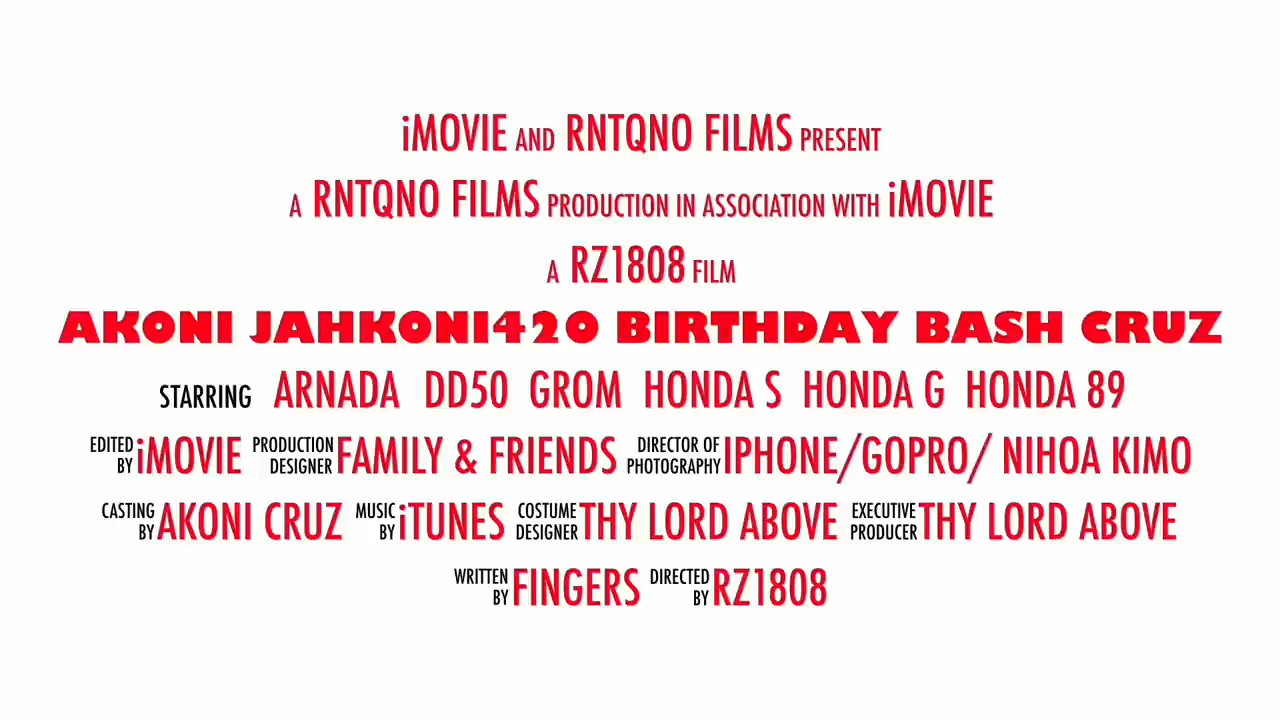 iMOVIE AND RNTQNO FILMS PRESENT
A RNTQNO FILMS PRODUCTION IN ASSOCIATION WITH iMOVIE
A RZ1808 FILM
AKONI JAHKONI420 BIRTHDAY BASH CRUZ
STARRING ARNADA DD50 GROM HONDA S HONDA G HONDA 89
EDITED BY iMOVIE PRODUCTION DESIGNER FAMILY & FRIENDS DIRECTOR OF PHOTOGRAPHY IPHONE/GOPRO/ NIHOA KIMO
CASTING BY AKONI CRUZ MUSIC BY iTUNES COSTUME DESIGNER THY LORD ABOVE EXECUTIVE PRODUCER THY LORD ABOVE
WRITTEN BY FINGERS DIRECTED BY RZ1808